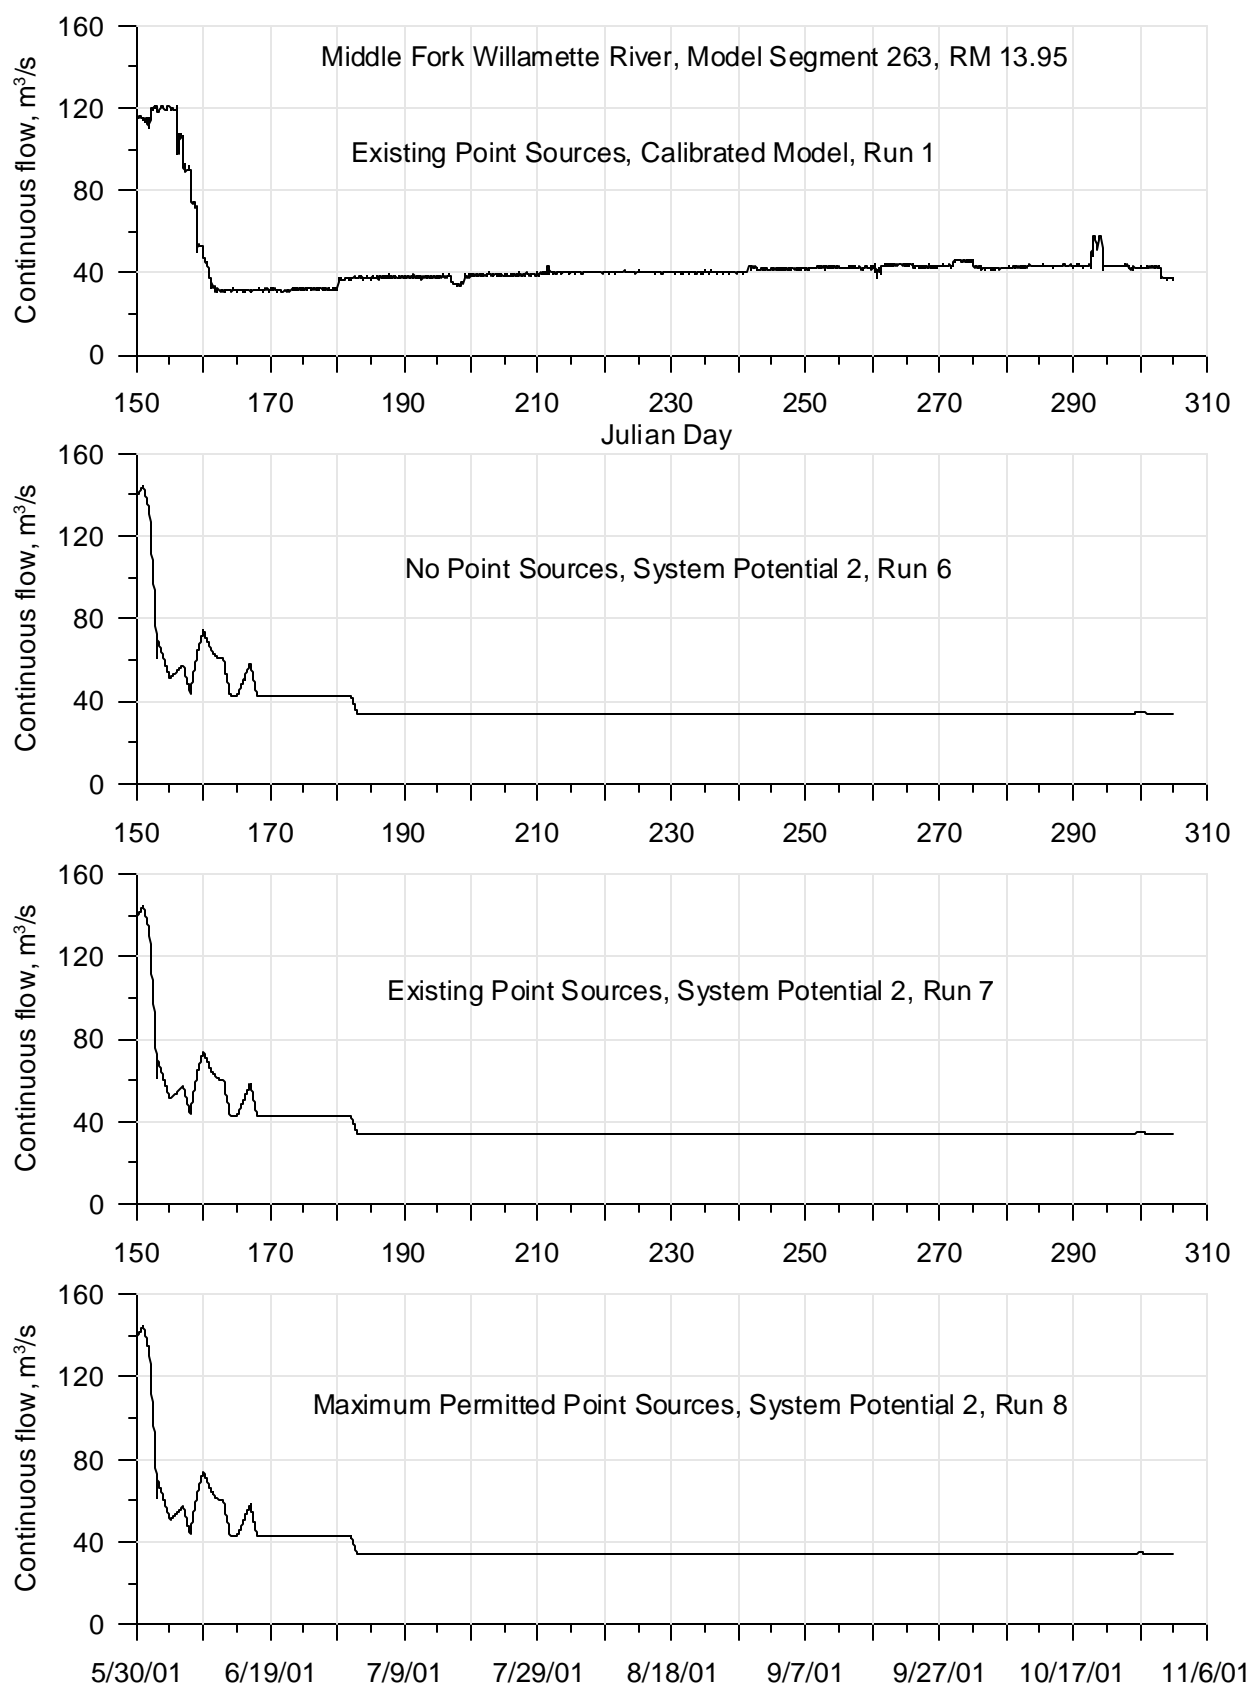 160
Middle Fork Willamette River, Model Segment 263, RM 13.95
120
Existing Point Sources, Calibrated Model, Run 1
80
40
0
Continuous flow, m³/s
150 170 190 210 230 250 270 290 310
Julian Day
160
120
No Point Sources, System Potential 2, Run 6
80
40
0
Continuous flow, m³/s
150 170 190 210 230 250 270 290 310
160
120
Existing Point Sources, System Potential 2, Run 7
80
40
0
Continuous flow, m³/s
150 170 190 210 230 250 270 290 310
160
120
Maximum Permitted Point Sources, System Potential 2, Run 8
80
40
0
Continuous flow, m³/s
5/30/01 6/19/01 7/9/01 7/29/01 8/18/01 9/7/01 9/27/01 10/17/01 11/6/01